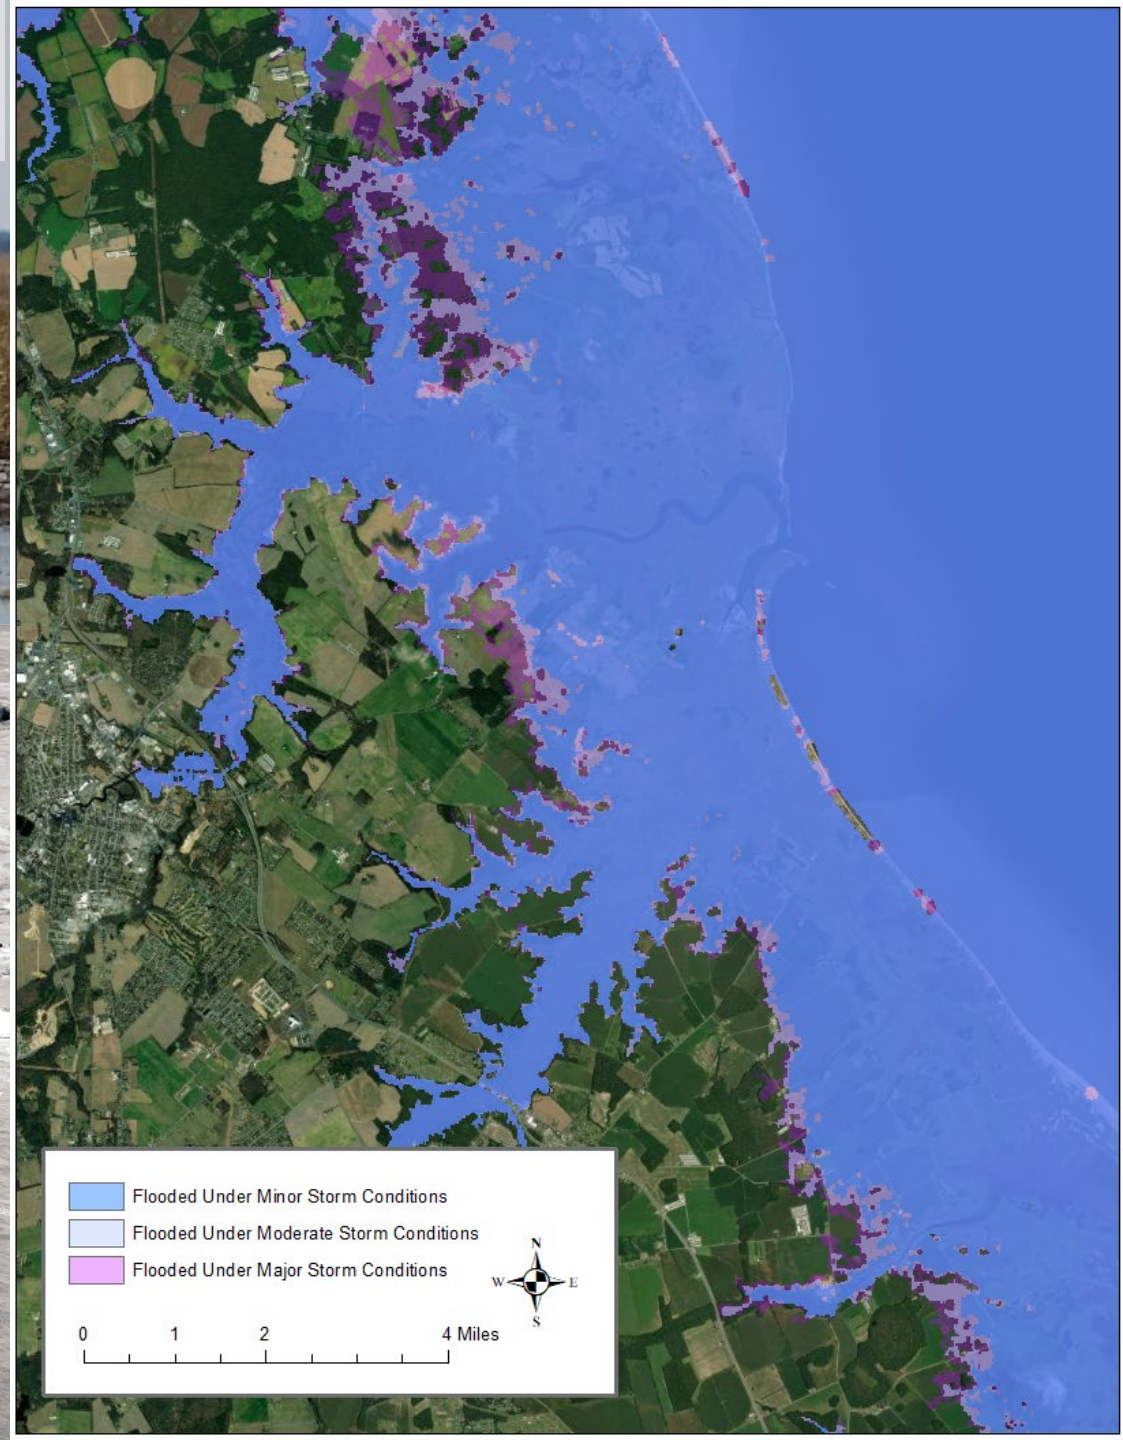 Flooded Under Minor Storm Conditions
Flooded Under Moderate Storm Conditions
Flooded Under Major Storm Conditions
N
W E
S
0 1 2 4 Miles